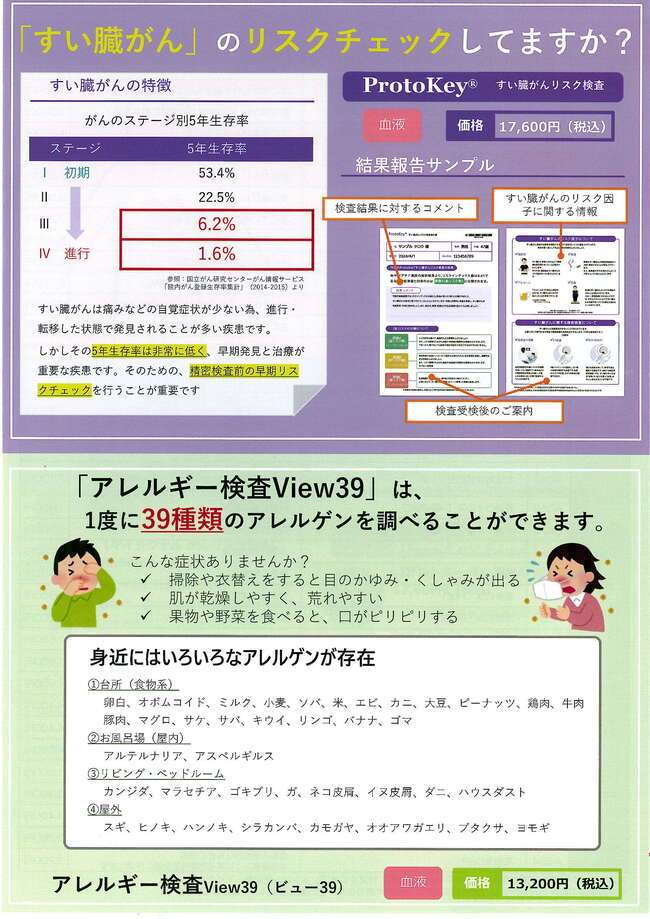 「すい臓がん」のリスクチェックしてますか？
すい臓がんの特徴
がんのステージ別5年生存率
ステージ 5年生存率
I 初期 53.4%
II 22.5%
III 6.2%
IV 進行 1.6%
参照：国立がん研究センターがん情報サービス
「院内がん登録生存率集計」（2014-2015）より
すい臓がんは痛みなどの自覚症状が少ない為、進行・
転移した状態で発見されることが多い疾患です。
しかしその5年生存率は非常に低く、早期発見と治療が
重要な疾患です。そのための、精密検査前の早期リス
クチェックを行うことが重要です
ProtoKey® すい臓がんリスク検査
血液 価格 17,600円（税込）
結果報告サンプル
検査結果に対するコメント
すい臓がんのリスク因
子に関する情報
検査受検後のご案内
「アレルギー検査View39」は、
1度に39種類のアレルゲンを調べることができます。
こんな症状ありませんか？
✓ 掃除や衣替えをすると目のかゆみ・くしゃみが出る
✓ 肌が乾燥しやすく、荒れやすい
✓ 果物や野菜を食べると、口がピリピリする
身近にはいろいろなアレルゲンが存在
①台所（食物系）
卵白、オボムコイド、ミルク、小麦、ソバ、米、エビ、カニ、大豆、ピーナッツ、鶏肉、牛肉
豚肉、マグロ、サケ、サバ、キウイ、リンゴ、バナナ、ゴマ
②お風呂場（屋内）
アルテルナリア、アスペルギルス
③リビング・ベッドルーム
カンジダ、マラセチア、ゴキブリ、ガ、ネコ皮屑、イヌ皮屑、ダニ、ハウスダスト
④屋外
スギ、ヒノキ、ハンノキ、シラカンバ、カモガヤ、オオアワガエリ、ブタクサ、ヨモギ
アレルギー検査View39（ビュー39） 血液 価格 13,200円（税込）